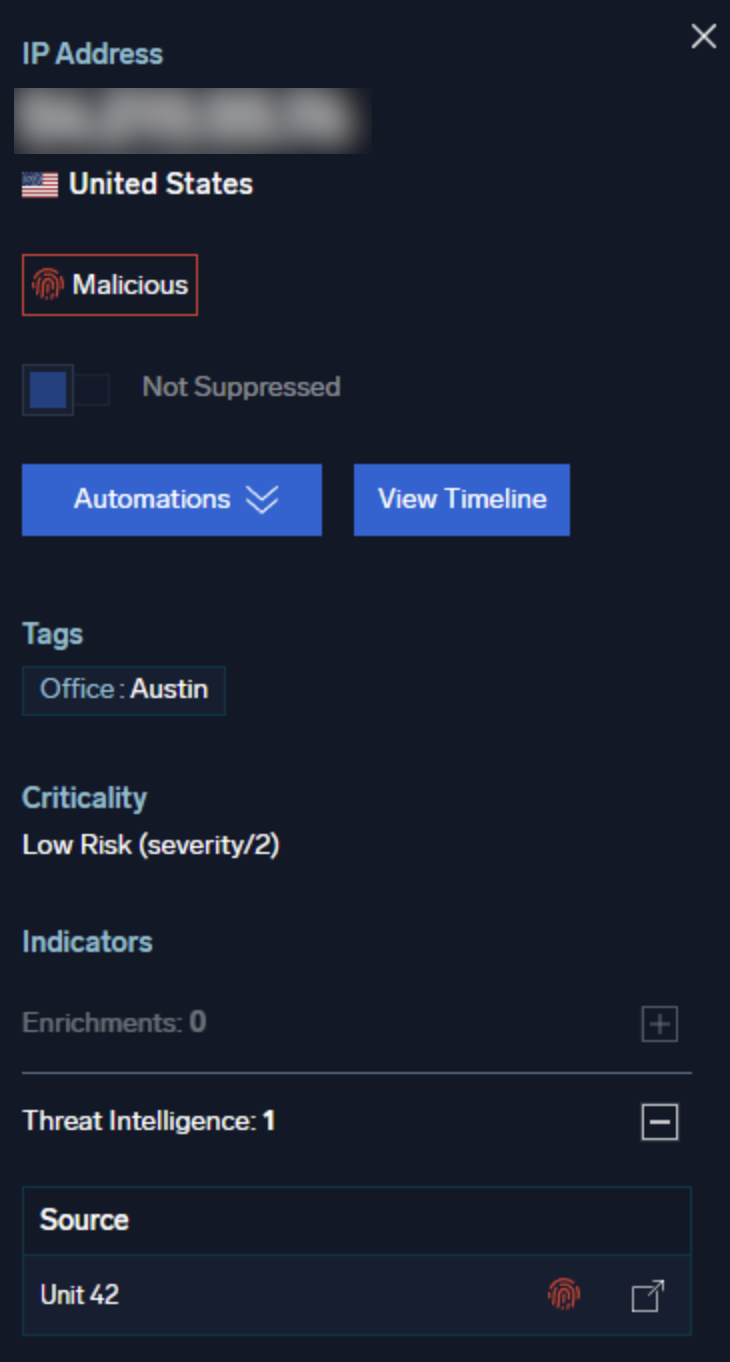 IP Address
United States
Malicious
Not Suppressed
Automations
View Timeline
Tags
Office : Austin
Criticality
Low Risk (severity/2)
Indicators
Enrichments: 0
Threat Intelligence: 1
Source
Unit 42